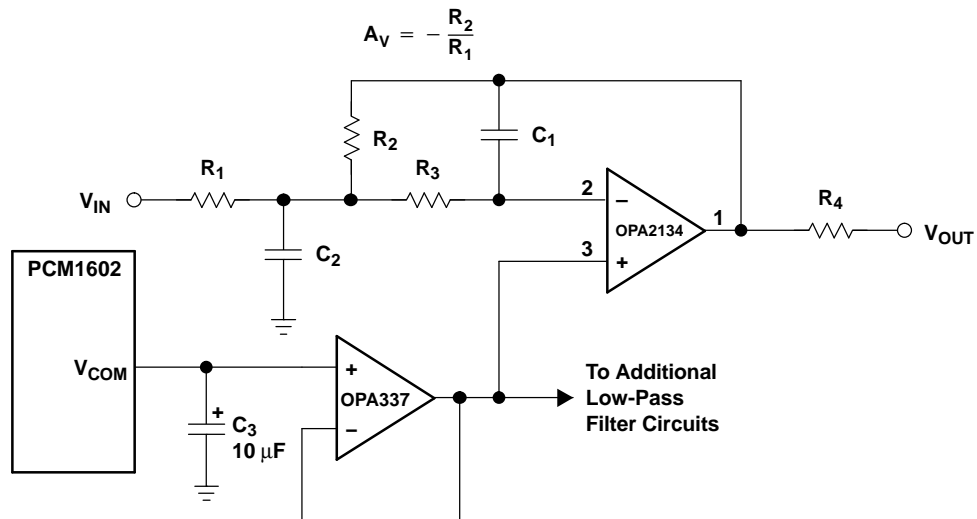 A_V = − R_2 / R_1
R_2
C_1
R_1
R_3
V_IN
2
−
OPA2134
1
R_4
V_OUT
3
+
C_2
PCM1602
V_COM
+
OPA337
−
+
C_3
10 µF
To Additional
Low-Pass
Filter Circuits